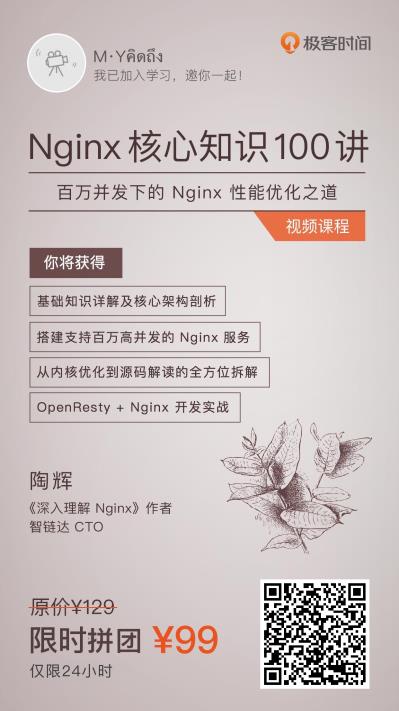 极客时间
M·Yคิดถึง
我已加入学习，邀你一起！
Nginx 核心知识 100 讲
百万并发下的 Nginx 性能优化之道
视频课程
你将获得
基础知识详解及核心架构剖析
搭建支持百万高并发的 Nginx 服务
从内核优化到源码解读的全方位拆解
OpenResty + Nginx 开发实战
陶辉
《深入理解 Nginx》作者
智链达 CTO
原价¥129
限时拼团 ¥99
仅限24小时